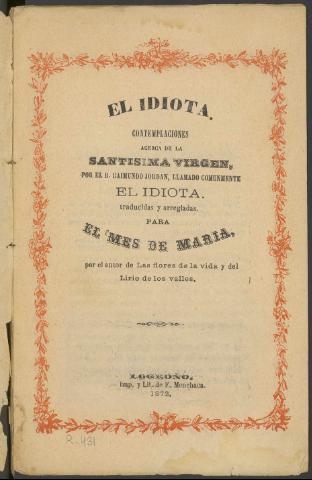 EL IDIOTA.
CONTEMPLACIONES
ACERCA DE LA
SANTISIMA VIRGEN,
POR EL B. RAIMUNDO JORDAN, LLAMADO COMUNMENTE
EL IDIOTA.
traducidas y arregladas.
PARA
EL MES DE MARIA,
por el autor de Las flores de la vida y del
Lirio de los valles.
LOGROÑO,
Imp. y Lit. de F. Menchaca.
1872.
R-431